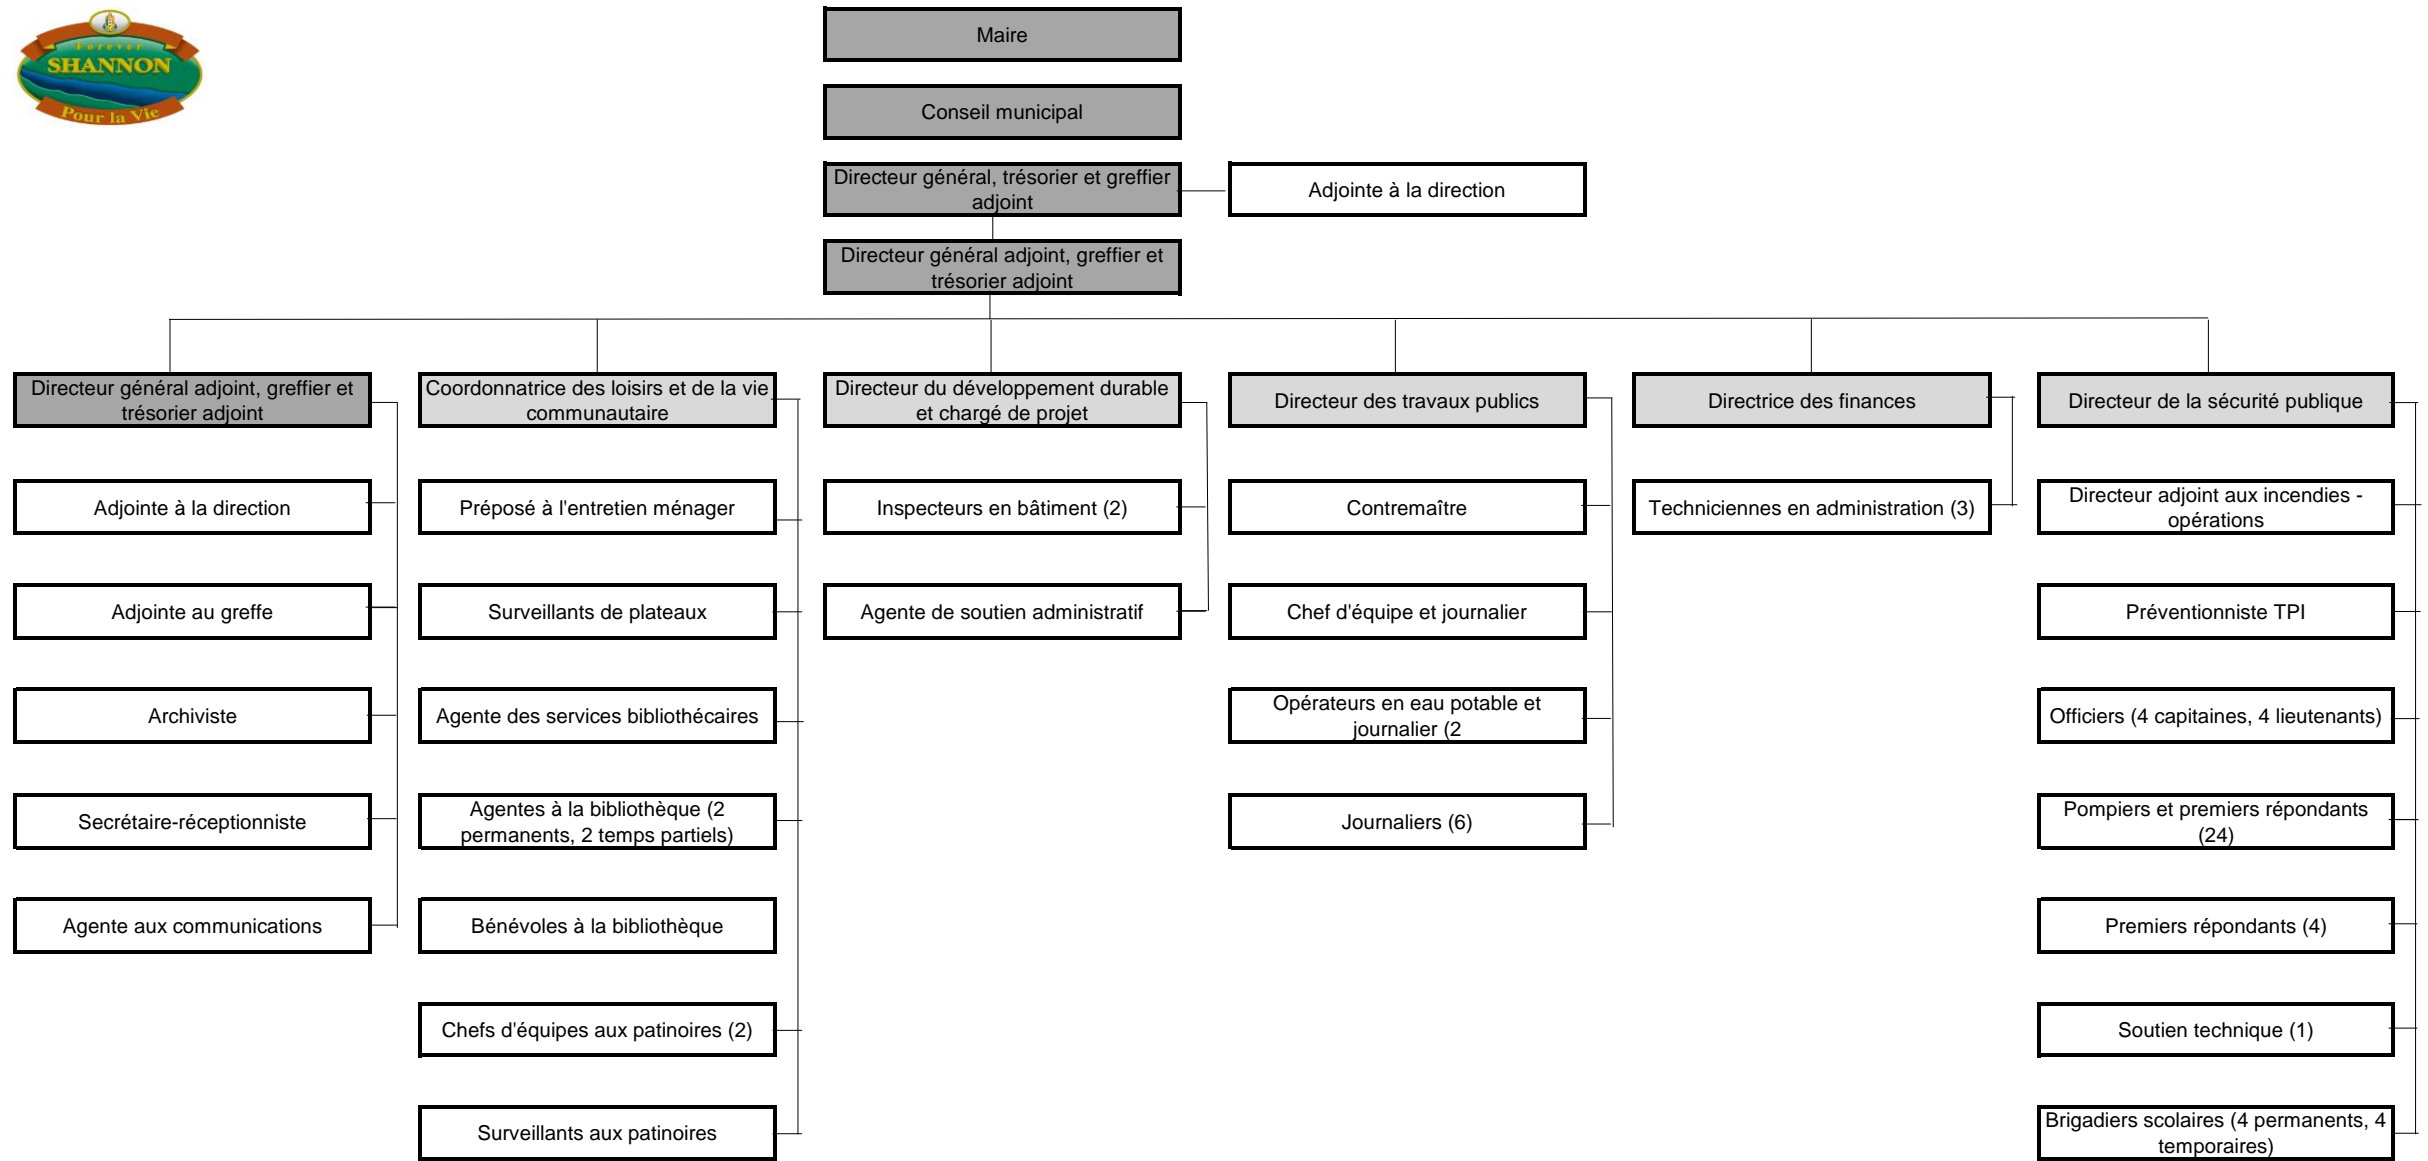 Forever
SHANNON
Pour la Vie
Maire
Conseil municipal
Directeur général, trésorier et greffier
adjoint
Adjointe à la direction
Directeur général adjoint, greffier et
trésorier adjoint
Directeur général adjoint, greffier et
trésorier adjoint
Adjointe à la direction
Adjointe au greffe
Archiviste
Secrétaire-réceptionniste
Agente aux communications
Coordonnatrice des loisirs et de la vie
communautaire
Préposé à l'entretien ménager
Surveillants de plateaux
Agente des services bibliothécaires
Agentes à la bibliothèque (2
permanents, 2 temps partiels)
Bénévoles à la bibliothèque
Chefs d'équipes aux patinoires (2)
Surveillants aux patinoires
Directeur du développement durable
et chargé de projet
Inspecteurs en bâtiment (2)
Agente de soutien administratif
Directeur des travaux publics
Contremaître
Chef d'équipe et journalier
Opérateurs en eau potable et
journalier (2
Journaliers (6)
Directrice des finances
Techniciennes en administration (3)
Directeur de la sécurité publique
Directeur adjoint aux incendies -
opérations
Préventionniste TPI
Officiers (4 capitaines, 4 lieutenants)
Pompiers et premiers répondants
(24)
Premiers répondants (4)
Soutien technique (1)
Brigadiers scolaires (4 permanents, 4
temporaires)